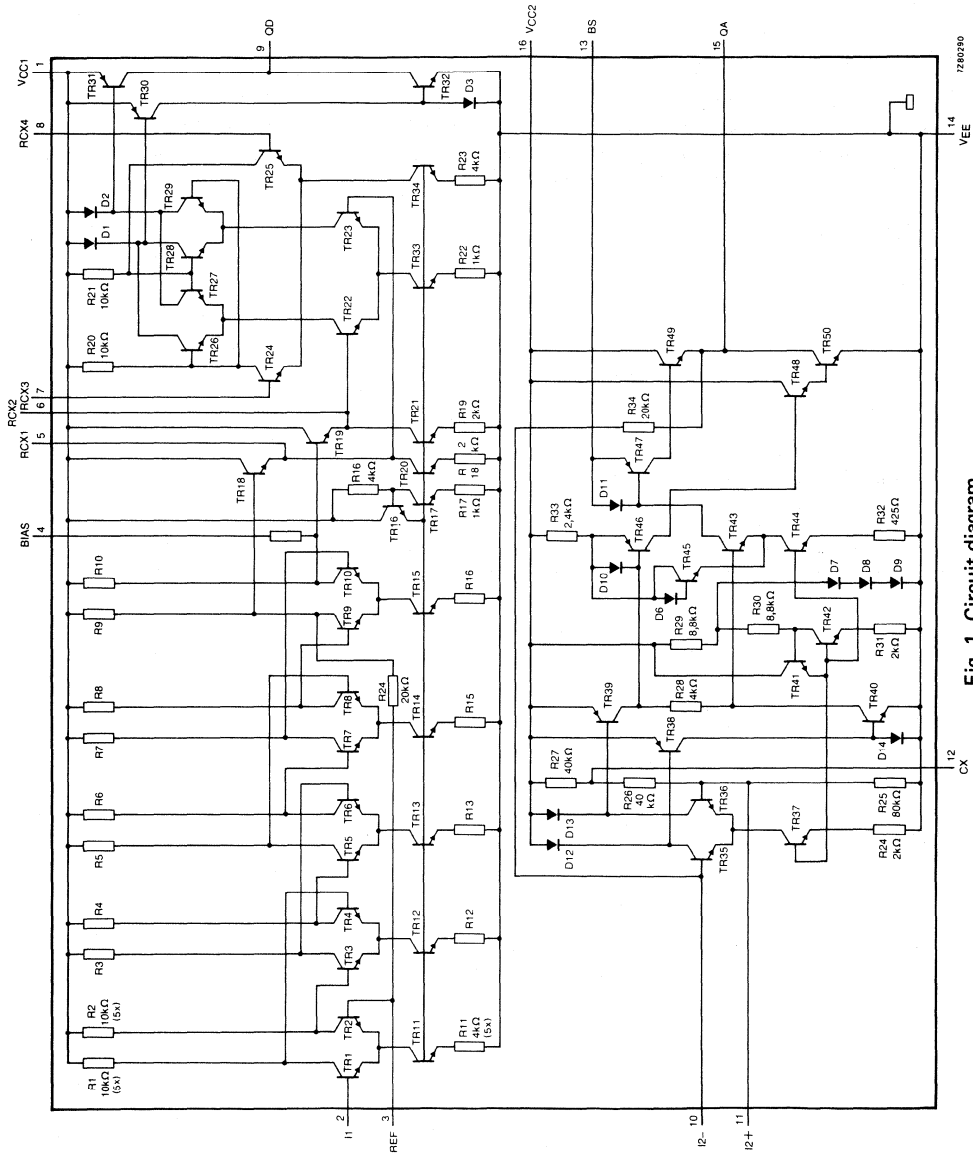 VCC1
1
QD
9
RCX4
8
RCX3
7
RCX2
6
RCX1
5
BIAS
4
I1
2
REF
3
TR31
TR30
TR32
D3
D2
D1
TR29
TR28
TR27
TR26
TR25
TR24
R21
10kΩ
R20
10kΩ
TR23
TR22
TR34
TR33
R23
4kΩ
R22
1kΩ
TR21
R19
2kΩ
TR19
TR18
R16
4kΩ
TR20
R 2
18 kΩ
TR16
TR17
R17
1kΩ
R10
R9
TR10
TR9
TR15
R16
R8
R7
TR8
TR7
R24
20kΩ
TR14
R15
R6
R5
TR6
TR5
TR13
R13
R4
R3
TR4
TR3
TR12
R12
R2
10kΩ
(5x)
R1
10kΩ
(5x)
TR2
TR1
TR11
R11
4kΩ
(5x)
16
VCC2
13
BS
15
QA
14
VEE
12
CX
10
I2−
11
I2+
TR49
R34
20kΩ
TR47
D11
TR48
TR50
R33
2,4kΩ
TR46
D10
TR45
D6
TR43
TR44
R32
425Ω
D7
D8
D9
R29
8,8kΩ
R30
8,8kΩ
TR42
TR41
R31
2kΩ
TR39
R28
4kΩ
TR38
TR40
D14
R27
40kΩ
R26
40
kΩ
D13
D12
TR36
TR35
TR37
R25
80kΩ
R24
2kΩ
7Z80290
Fig. 1 Circuit diagram